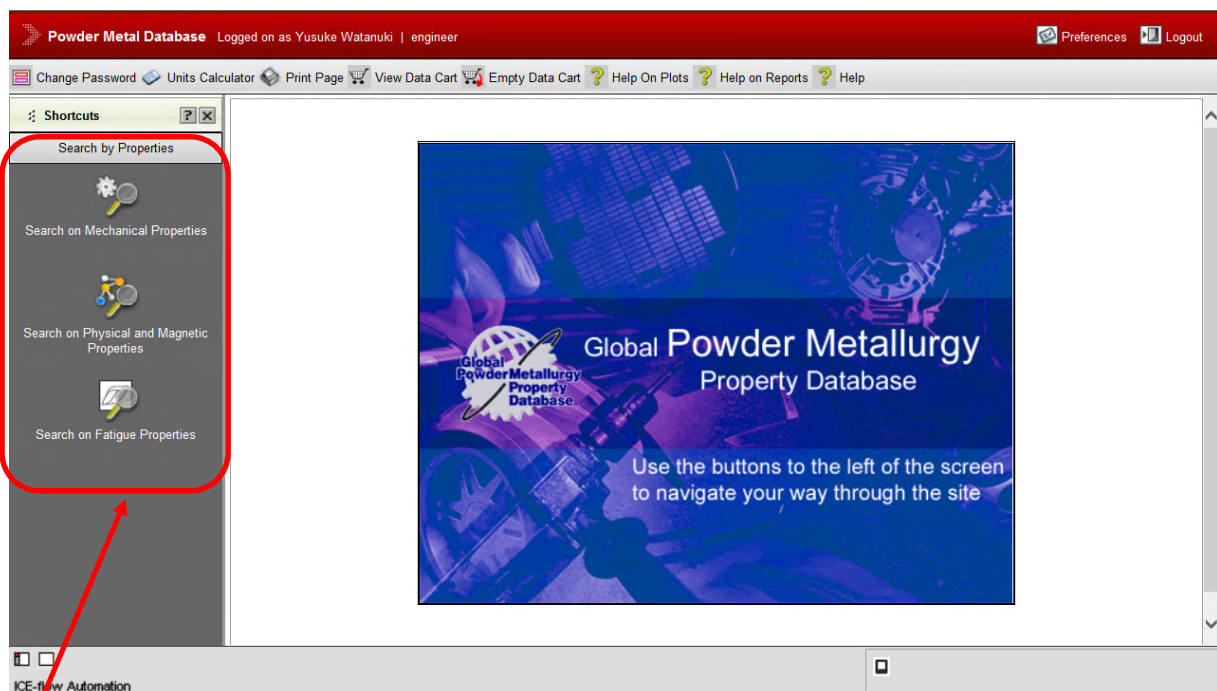 Powder Metal Database Logged on as Yusuke Watanuki | engineer
Preferences Logout
Change Password Units Calculator Print Page View Data Cart Empty Data Cart ? Help On Plots ? Help on Reports ? Help
Shortcuts ? X
Search by Properties
Search on Mechanical Properties
Search on Physical and Magnetic
Properties
Search on Fatigue Properties
Global
PowderMetallurgy
Property
Database
Global Powder Metallurgy
Property Database
Use the buttons to the left of the screen
to navigate your way through the site
ICE-flow Automation